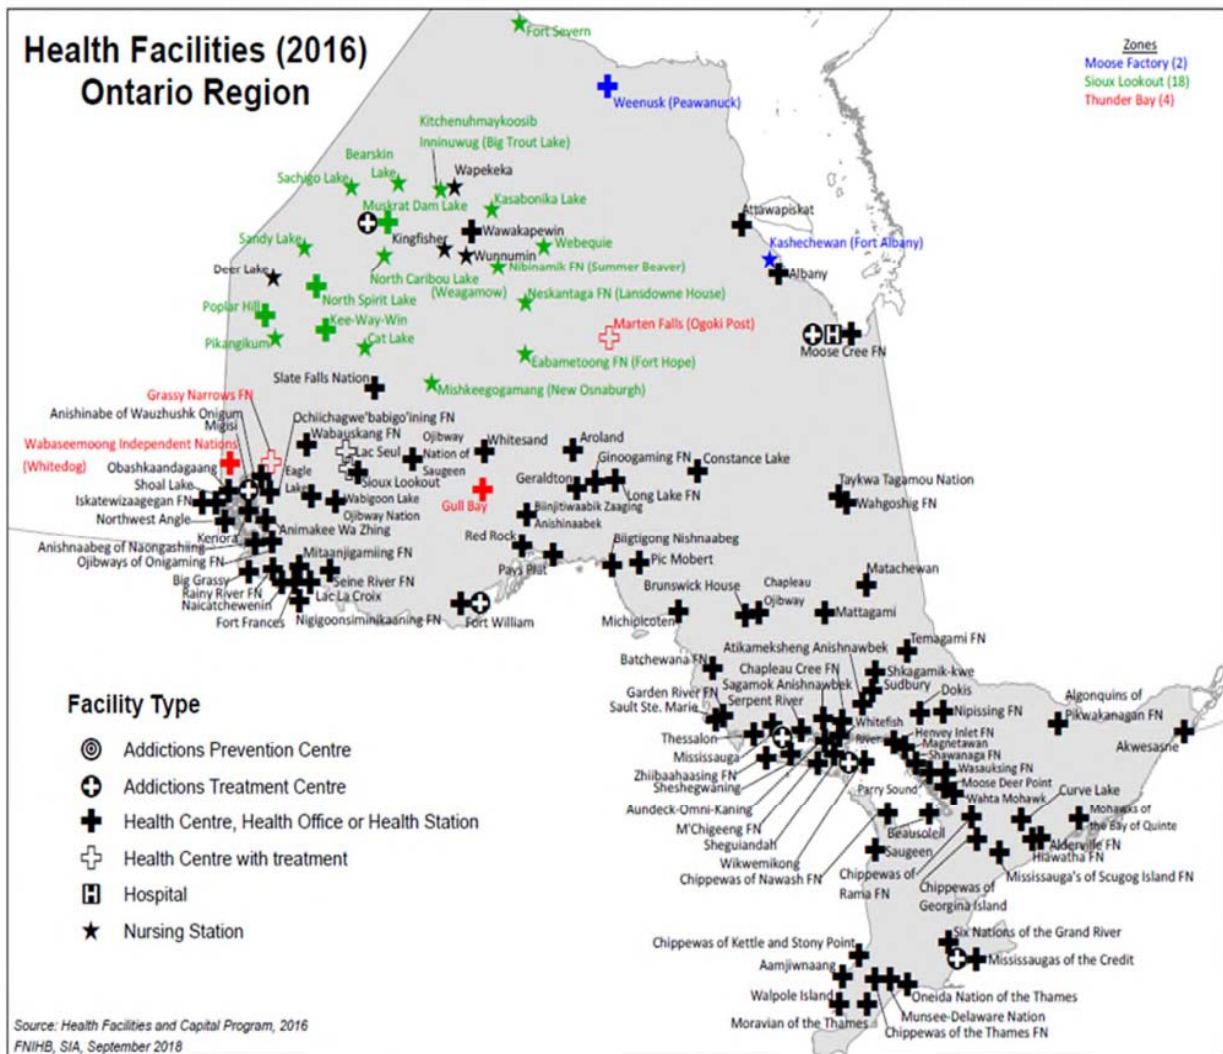 Health Facilities (2016)
Ontario Region
Zones
Moose Factory (2)
Sioux Lookout (18)
Thunder Bay (4)
Fort Severn
Weenusk (Peawanuck)
Kitchenuhmaykoosib
Inninuwug (Big Trout Lake)
Bearskin
Lake
Sachigo Lake
Wapekeka
Muskrat Dam Lake
Kasabonika Lake
Attawapiskat
Kingfisher
Wawakapewin
Sandy Lake
Webequie
Kashechewan (Fort Albany)
Wunnumin
Deer Lake
Nibinamik FN (Summer Beaver)
Albany
North Caribou Lake
(Weagamow)
North Spirit Lake
Neskantaga FN (Lansdowne House)
Poplar Hill
Kee-Way-Win
Marten Falls (Ogoki Post)
Pikangikum
Cat Lake
Moose Cree FN
Eabametoong FN (Fort Hope)
Slate Falls Nation
Mishkeegogamang (New Osnaburgh)
Grassy Narrows FN
Anishinabe of Wauzhushk Onigum
Ochiichagwe'babigo'ining FN
Migisi
Wabauskang FN
Ojibway
Nation of
Saugeen
Whitesand
Aroland
Wabaseemoong Independent Nations
(Whitedog)
Lac Seul
Ginoogaming FN
Constance Lake
Obashkaandagaang
Eagle
Lake
Sioux Lookout
Geraldton
Shoal Lake
Long Lake FN
Taykwa Tagamou Nation
Iskatewizaagegan FN
Wabigoon Lake
Ojibway Nation
Gull Bay
Wahgoshig FN
Northwest Angle
Biinjitiwaabik Zaaging
Anishinaabek
Animakee Wa Zhing
Kenora
Red Rock
Biigtigong Nishnaabeg
Anishnaabeg of Naongashiing
Mitaanjigamiing FN
Ojibways of Onigaming FN
Pays Plat
Pic Mobert
Big Grassy
Seine River FN
Matachewan
Rainy River FN
Lac La Croix
Brunswick House
Chapleau
Ojibway
Naicatchewenin
Fort Frances
Nigigoonsiminikaaning FN
Fort William
Michipicoten
Mattagami
Temagami FN
Atikameksheng Anishnawbek
Batchewana FN
Chapleau Cree FN
Shkagamik-kwe
Sagamok Anishnawbek
Sudbury
Garden River FN
Serpent River
Dokis
Algonquins of
Pikwakanagan FN
Sault Ste. Marie
Nipissing FN
Whitefish
River
Thessalon
Henvey Inlet FN
Akwesasne
Magnetawan
Mississauga
Shawanaga FN
Zhiibaahaasing FN
Wasauksing FN
Sheshegwaning
Parry Sound
Moose Deer Point
Curve Lake
Wahta Mohawk
Aundeck-Omni-Kaning
Mohawks of
the Bay of Quinte
M'Chigeeng FN
Beausoleil
Sheguiandah
Saugeen
Alderville FN
Wikwemikong
Hiawatha FN
Chippewas of Nawash FN
Chippewas of
Rama FN
Mississauga's of Scugog Island FN
Chippewas of
Georgina Island
Six Nations of the Grand River
Chippewas of Kettle and Stony Point
Mississaugas of the Credit
Aamjiwnaang
Walpole Island
Oneida Nation of the Thames
Munsee-Delaware Nation
Moravian of the Thames
Chippewas of the Thames FN
Facility Type
Addictions Prevention Centre
Addictions Treatment Centre
Health Centre, Health Office or Health Station
Health Centre with treatment
H Hospital
Nursing Station
Source: Health Facilities and Capital Program, 2016
FNIHB, SIA, September 2018